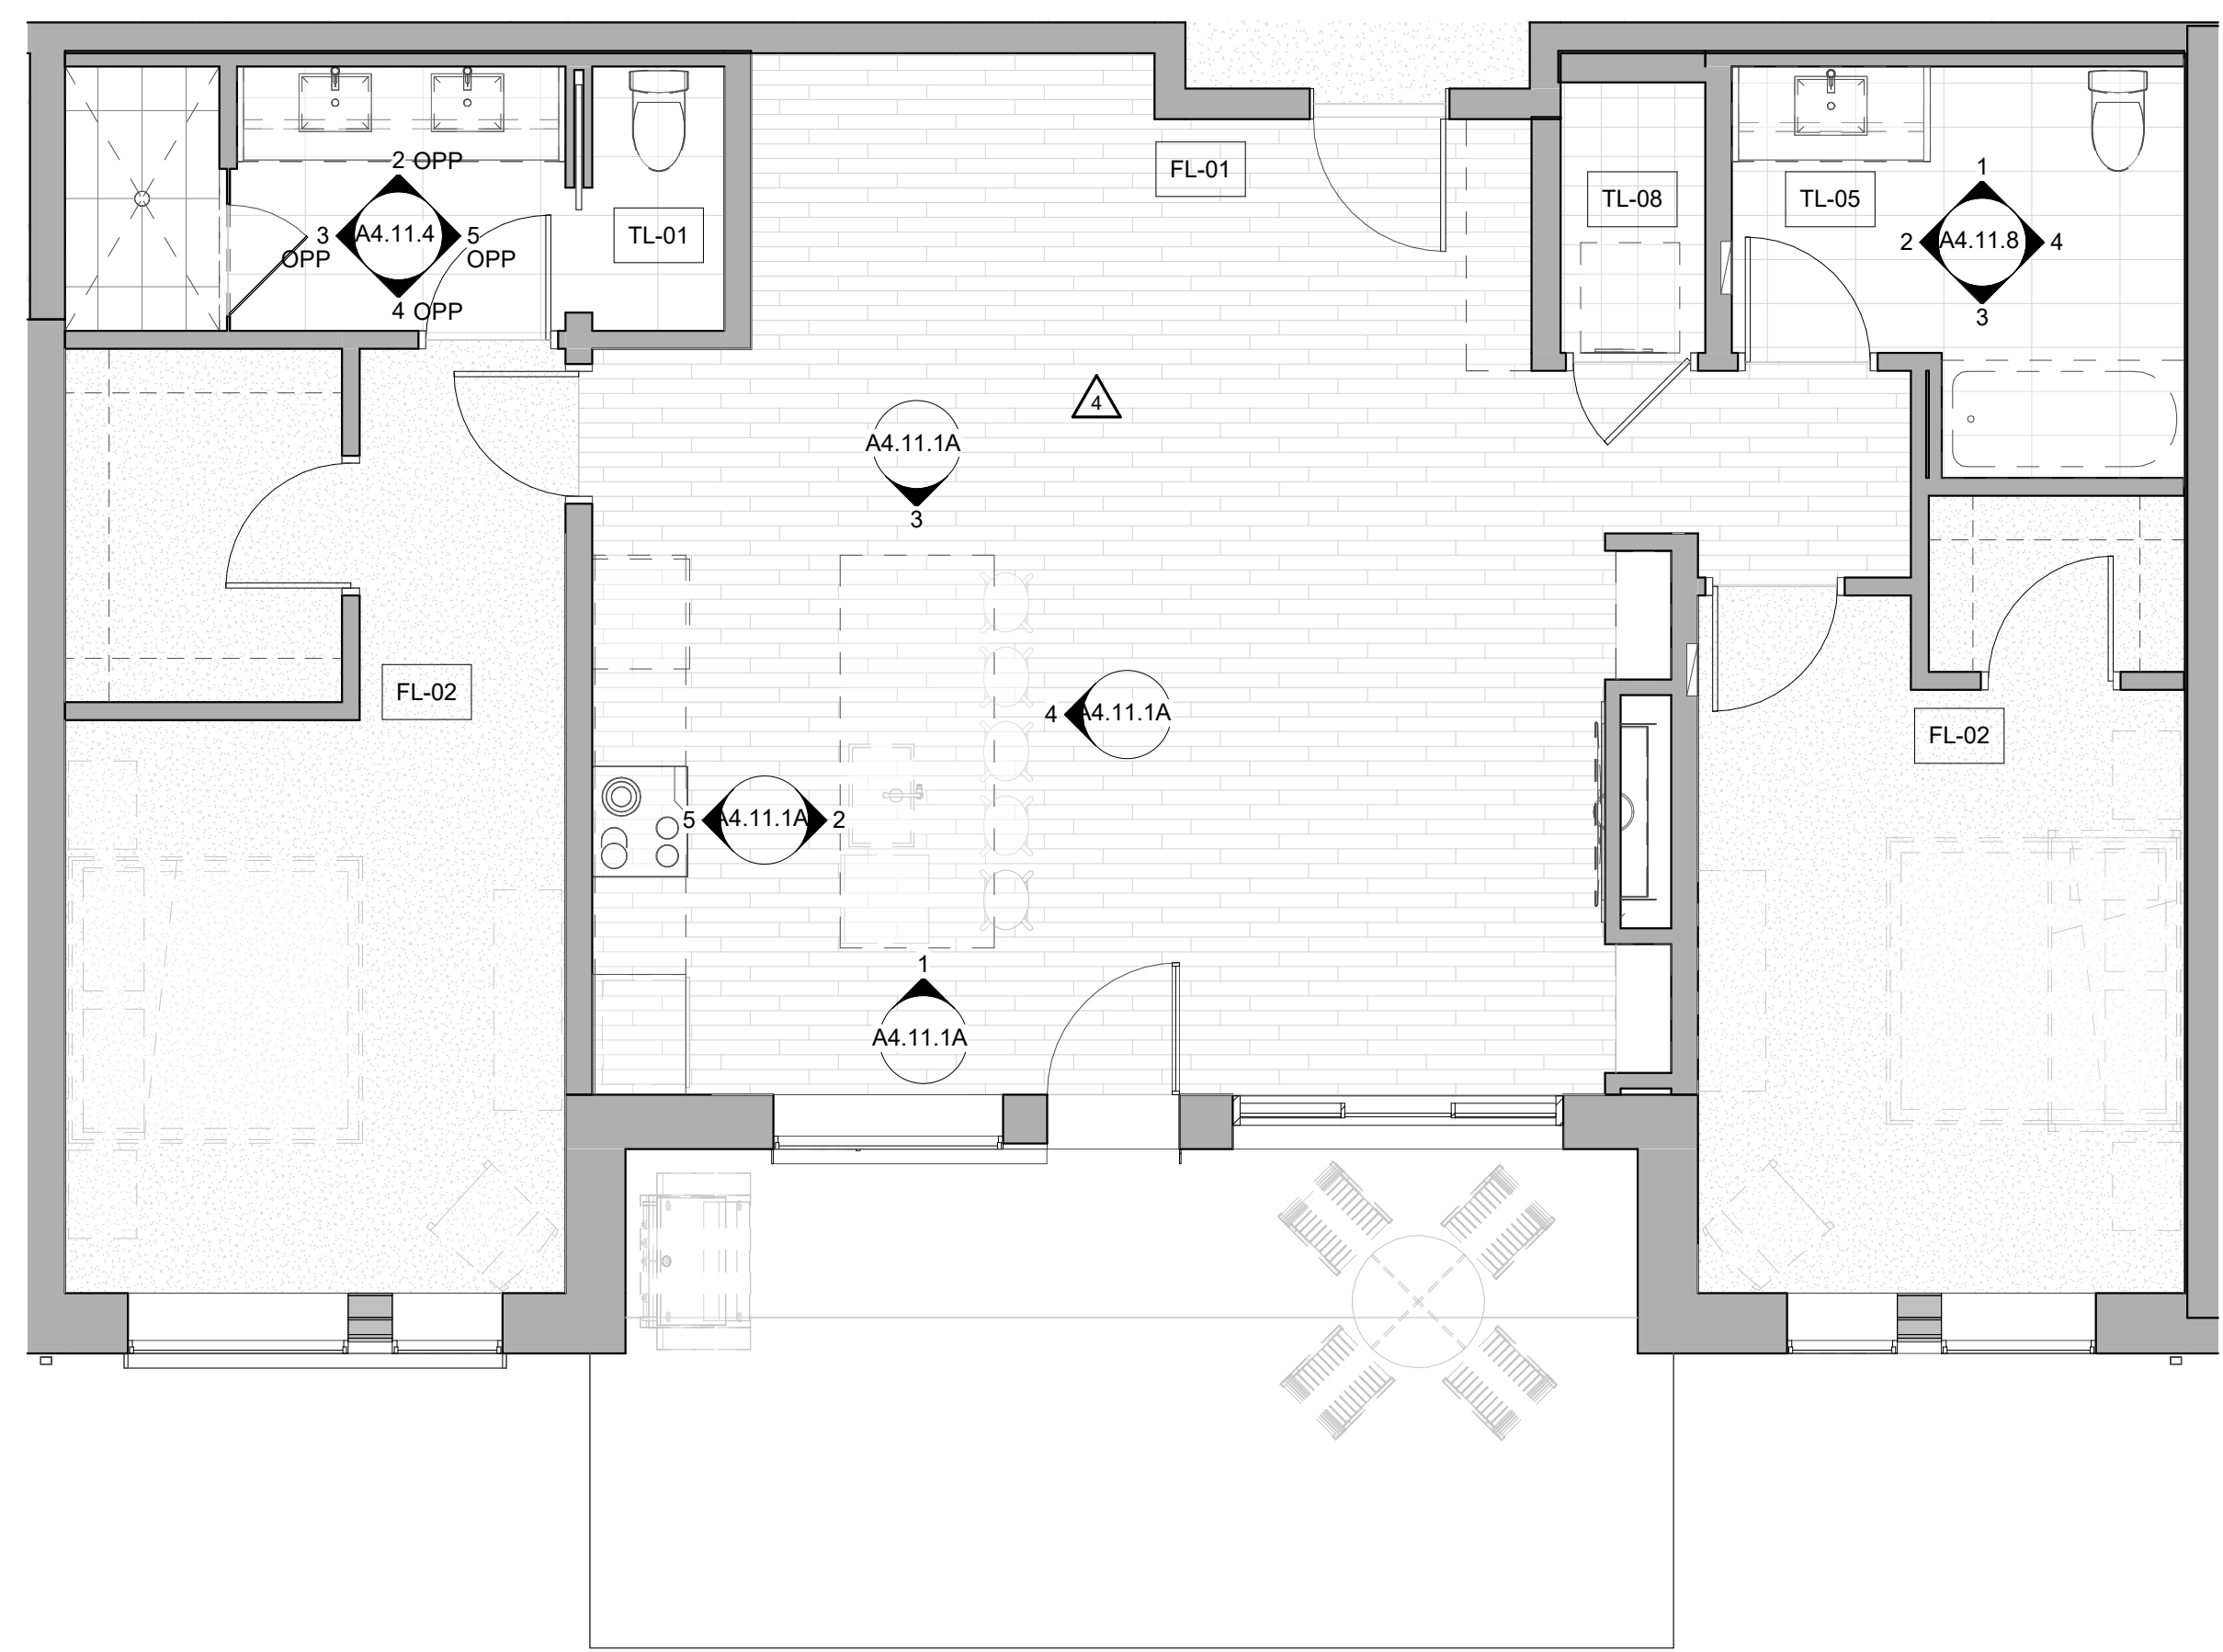 2 OPP
3 A4.11.4 5
OPP OPP
4 OPP
TL-01
FL-01
TL-08
TL-05
1
2 A4.11.8 4
3
4
A4.11.1A
3
FL-02
4 A4.11.1A
FL-02
5 A4.11.1A 2
1
A4.11.1A